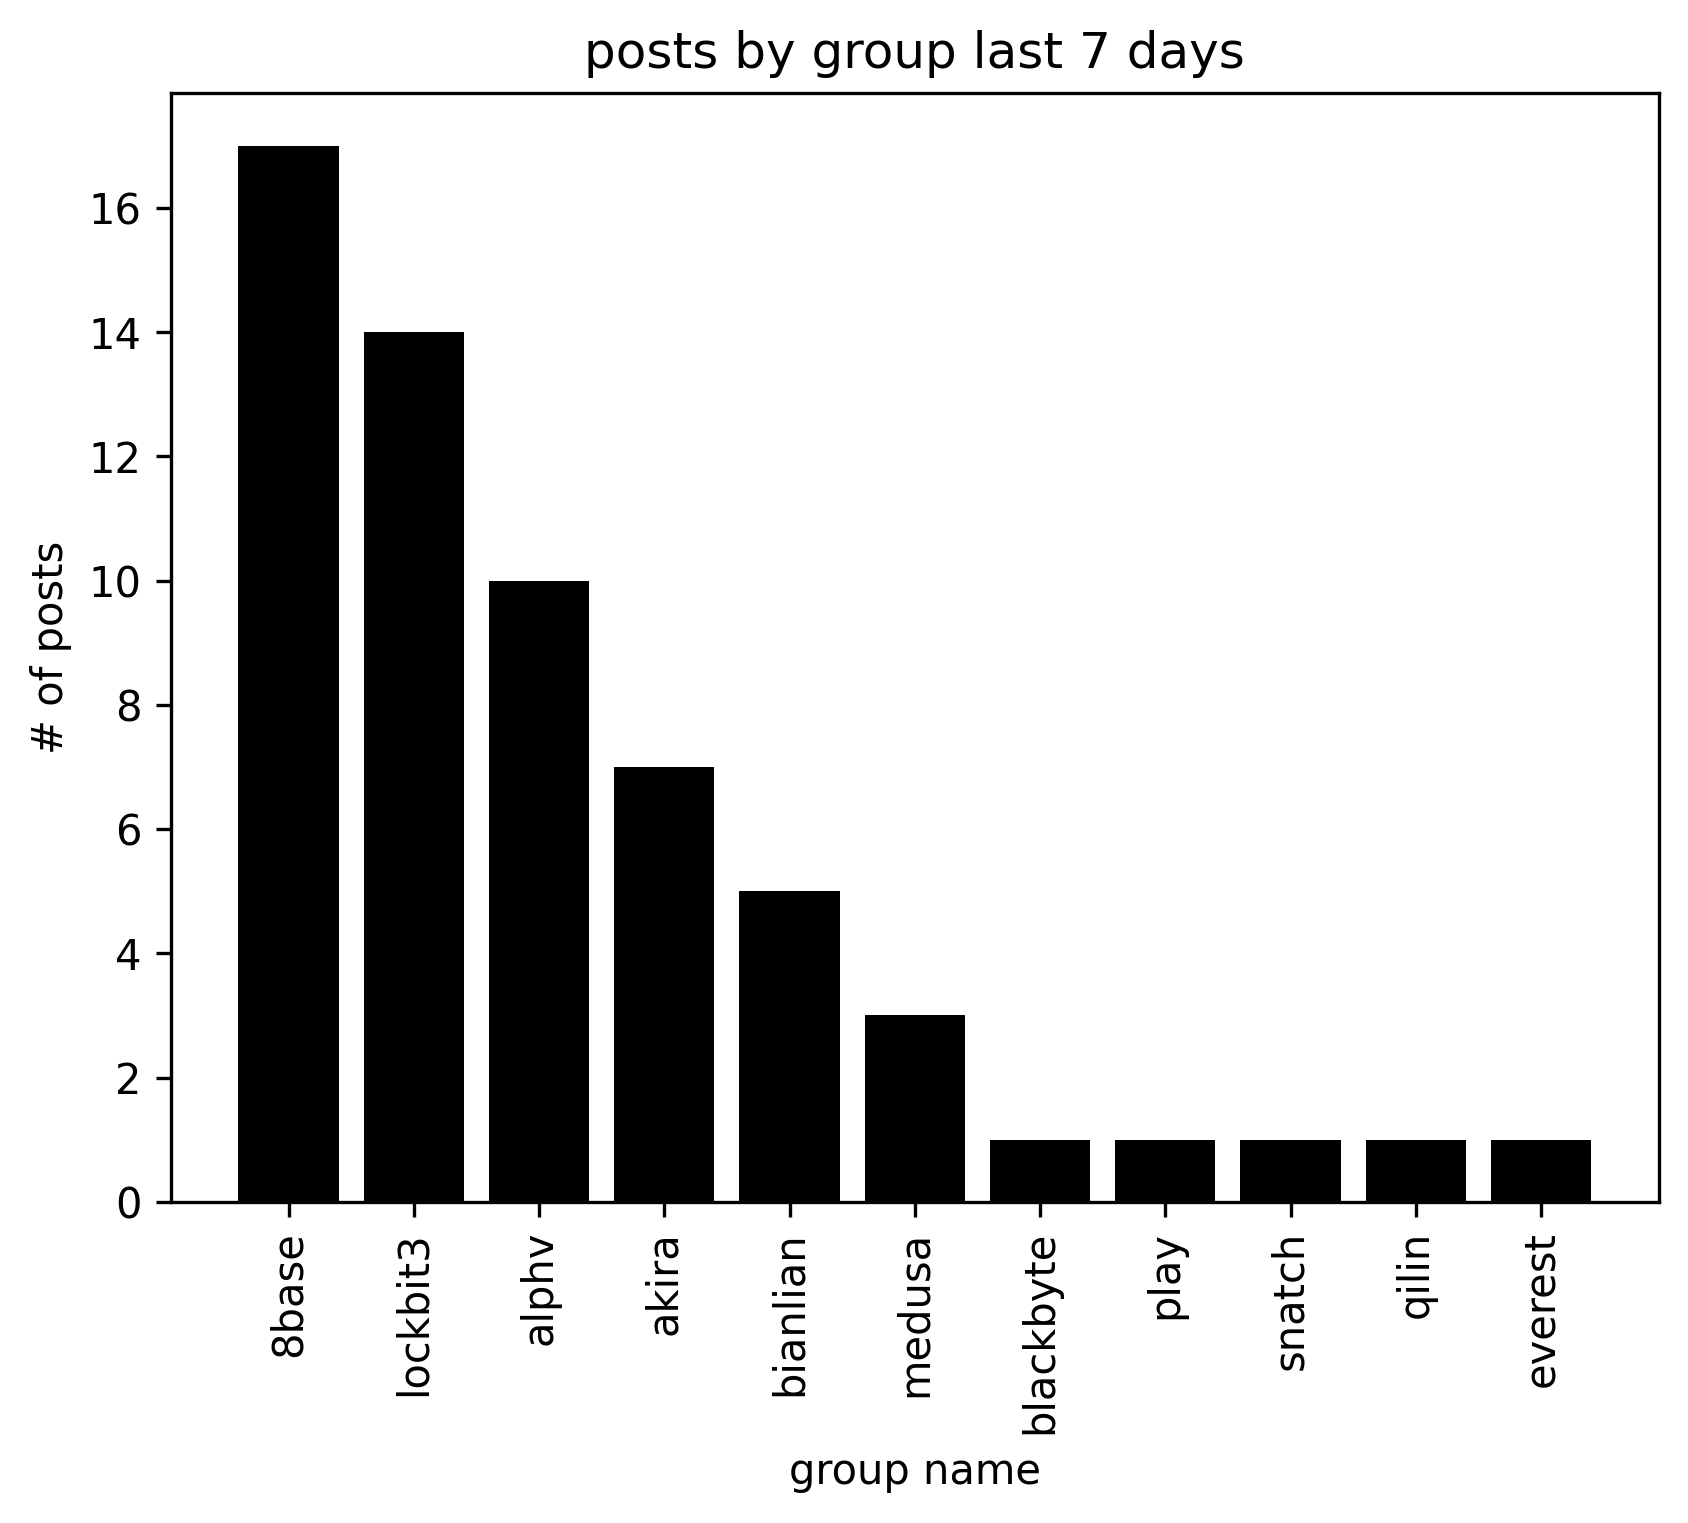 posts by group last 7 days
16
14
12
10
8
6
4
2
0
# of posts
8base
lockbit3
alphv
akira
bianlian
medusa
blackbyte
play
snatch
qilin
everest
group name